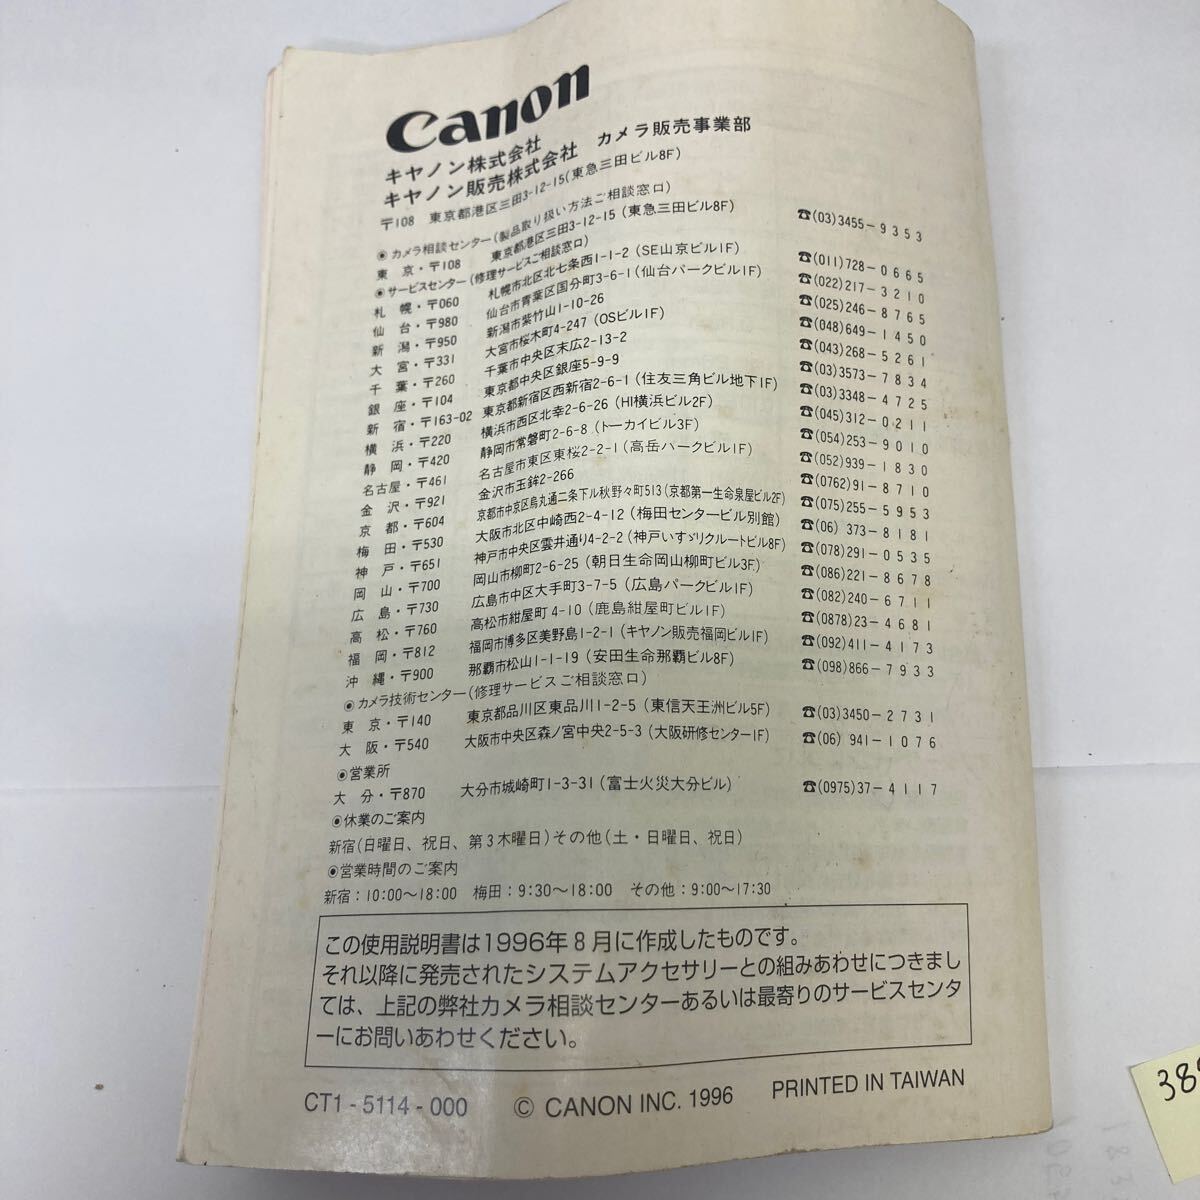 Canon
キヤノン株式会社
キヤノン販売株式会社 カメラ販売事業部
〒108 東京都港区三田3-12-15(東急三田ビル8F)
◉カメラ相談センター(製品取り扱い方法ご相談窓口)
東 京・〒108 東京都港区三田3-12-15 (東急三田ビル8F) ☎(03)3455-9353
◉サービスセンター(修理サービスご相談窓口)
札 幌・〒060 札幌市北区北七条西1-1-2 (SE山京ビル1F) ☎(011)728-0665
仙 台・〒980 仙台市青葉区国分町3-6-1(仙台パークビル1F) ☎(022)217-3210
新 潟・〒950 新潟市紫竹山1-10-26 ☎(025)246-8765
大 宮・〒331 大宮市桜木町4-247 (OSビル1F) ☎(048)649-1450
千 葉・〒260 千葉市中央区末広2-13-2 ☎(043)268-5261
銀 座・〒104 東京都中央区銀座5-9-9 ☎(03)3573-7834
新 宿・〒163-02 東京都新宿区西新宿2-6-1 (住友三角ビル地下1F) ☎(03)3348-4725
横 浜・〒220 横浜市西区北幸2-6-26 (HI横浜ビル2F) ☎(045)312-0211
静 岡・〒420 静岡市常磐町2-6-8 (トーカイビル3F) ☎(054)253-9010
名古屋・〒461 名古屋市東区東桜2-2-1 (高岳パークビル1F) ☎(052)939-1830
金 沢・〒921 金沢市玉鉾2-266 ☎(0762)91-8710
京 都・〒604 京都市中京区烏丸通二条下ル秋野々町513 (京都第一生命泉屋ビル2F) ☎(075)255-5953
梅 田・〒530 大阪市北区中崎西2-4-12 (梅田センタービル別館) ☎(06) 373-8181
神 戸・〒651 神戸市中央区雲井通り4-2-2 (神戸いすゞリクルートビル8F) ☎(078)291-0535
岡 山・〒700 岡山市柳町2-6-25 (朝日生命岡山柳町ビル3F) ☎(086)221-8678
広 島・〒730 広島市中区大手町3-7-5 (広島パークビル1F) ☎(082)240-6711
高 松・〒760 高松市紺屋町4-10 (鹿島紺屋町ビル1F) ☎(0878)23-4681
福 岡・〒812 福岡市博多区美野島1-2-1 (キヤノン販売福岡ビル1F) ☎(092)411-4173
沖 縄・〒900 那覇市松山1-1-19 (安田生命那覇ビル8F) ☎(098)866-7933
◉カメラ技術センター(修理サービスご相談窓口)
東 京・〒140 東京都品川区東品川1-2-5 (東信天王洲ビル5F) ☎(03)3450-2731
大 阪・〒540 大阪市中央区森ノ宮中央2-5-3 (大阪研修センター1F) ☎(06) 941-1076
◉営業所
大 分・〒870 大分市城崎町1-3-31 (富士火災大分ビル) ☎(0975)37-4117
◉休業のご案内
新宿(日曜日、祝日、第3木曜日)その他(土・日曜日、祝日)
◉営業時間のご案内
新宿：10:00～18:00 梅田：9:30～18:00 その他：9:00～17:30
この使用説明書は1996年8月に作成したものです。
それ以降に発売されたシステムアクセサリーとの組みあわせにつきまし
ては、上記の弊社カメラ相談センターあるいは最寄りのサービスセンタ
ーにお問いあわせください。
CT1-5114-000 © CANON INC. 1996 PRINTED IN TAIWAN